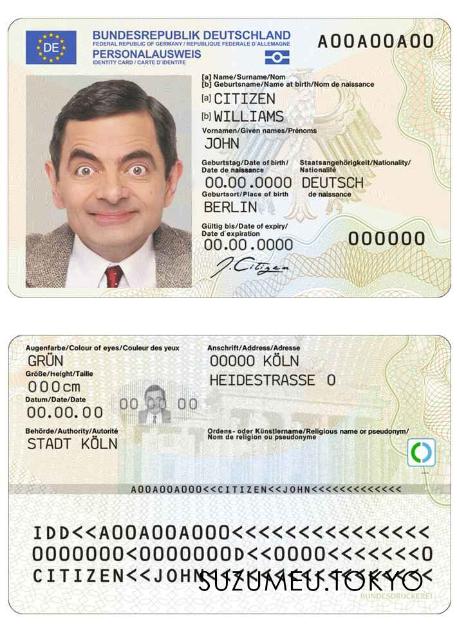 DE
BUNDESREPUBLIK DEUTSCHLAND
FEDERAL REPUBLIC OF GERMANY / REPUBLIQUE FEDERALE D'ALLEMAGNE
PERSONALAUSWEIS
IDENTITY CARD / CARTE D'IDENTITE
A00A00A00
[a] Name/Surname/Nom
[b] Geburtsname/Name at birth/Nom de naissance
[a] CITIZEN
[b] WILLIAMS
Vornamen/Given names/Prénoms
JOHN
Geburtstag/Date of birth/
Date de naissance
Staatsangehörigkeit/Nationality/
Nationalité
00.00.0000 DEUTSCH
Geburtsort/Place of birth
de naissance
BERLIN
Gültig bis/Date of expiry/
Date d'expiration
00.00.0000
000000
J. Citizen
Augenfarbe/Colour of eyes/Couleur des yeux
GRÜN
Größe/Height/Taille
000cm
Datum/Date/Date
00.00.00
Behörde/Authority/Autorité
STADT KÖLN
00 00
Anschrift/Address/Adresse
00000 KÖLN
HEIDESTRASSE 0
Ordens- oder Künstlername/Religious name or pseudonym/
Nom de religion ou pseudonyme
A00A00A000<<CITIZEN<<JOHN<<<<<<<<<<<<<
IDD<<A00A00A000<<<<<<<<<<<<<<<
0000000<0000000D<<0000<<<<<<<0
CITIZEN<<JOHN<<<<<<<<<<<<<<<<<
SUZUMEU.TOKYO
BUNDESDRUCKEREI